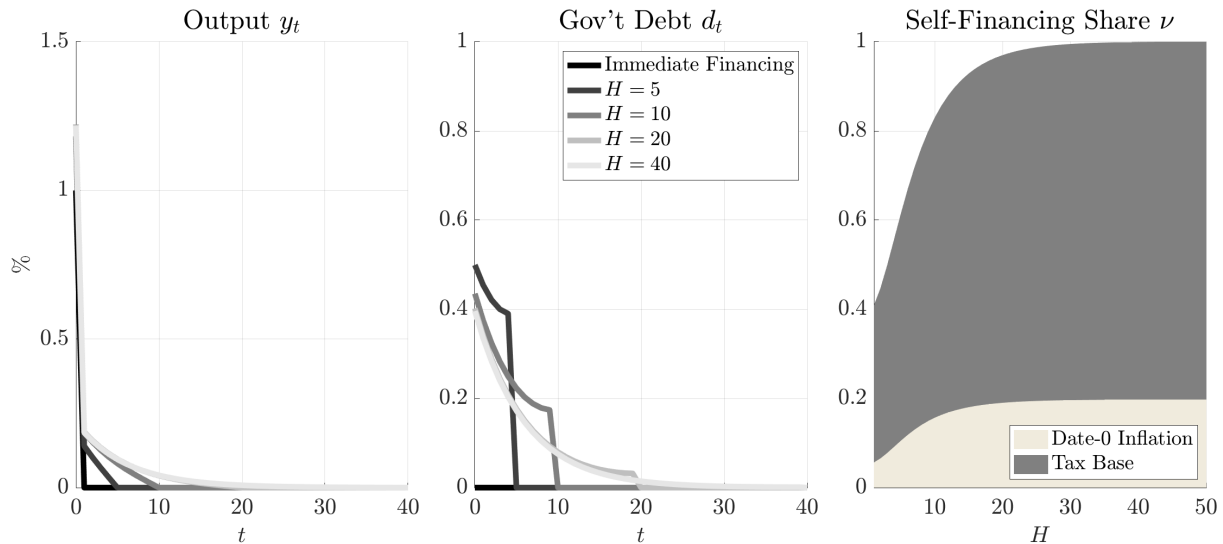 Output y_t
1.5
1
0.5
0
%
0 10 20 30 40
t
Gov't Debt d_t
1
0.8
0.6
0.4
0.2
0
Immediate Financing
H = 5
H = 10
H = 20
H = 40
0 10 20 30 40
t
Self-Financing Share ν
1
0.8
0.6
0.4
0.2
0
Date-0 Inflation
Tax Base
10 20 30 40 50
H